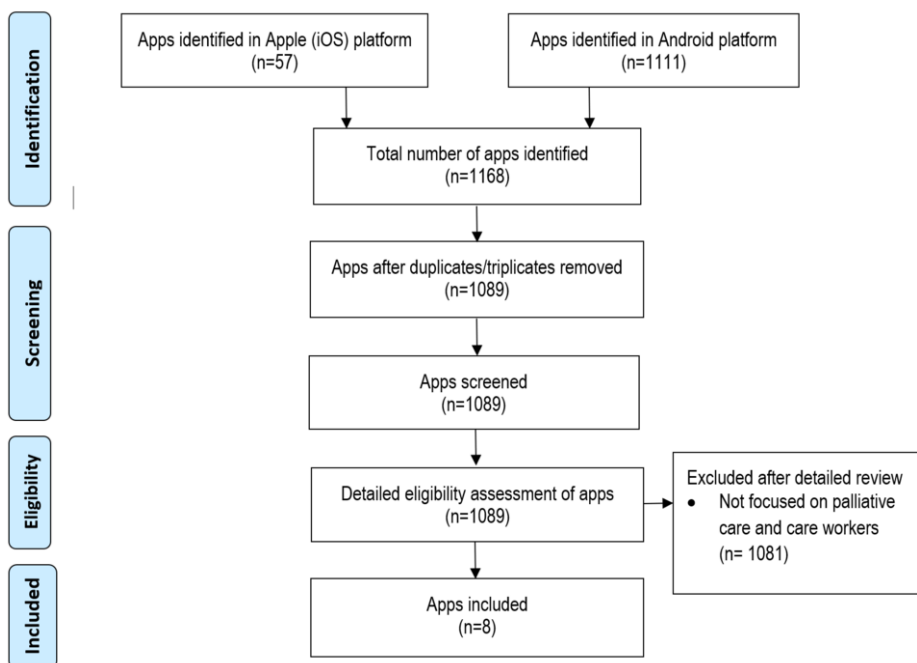 Identification
Apps identified in Apple (iOS) platform
(n=57)
Apps identified in Android platform
(n=1111)
Total number of apps identified
(n=1168)
Screening
Apps after duplicates/triplicates removed
(n=1089)
Apps screened
(n=1089)
Eligibility
Detailed eligibility assessment of apps
(n=1089)
Excluded after detailed review
• Not focused on palliative
care and care workers
(n= 1081)
Included
Apps included
(n=8)